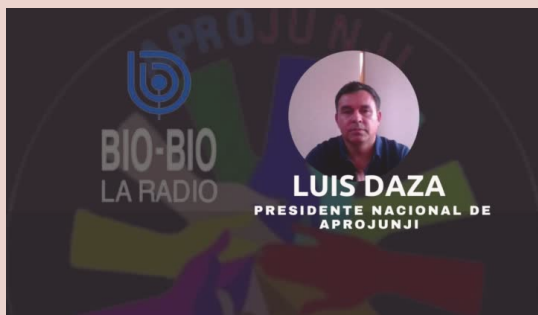 APROJUNJI
BIO-BIO
LA RADIO
LUIS DAZA
PRESIDENTE NACIONAL DE
APROJUNJI